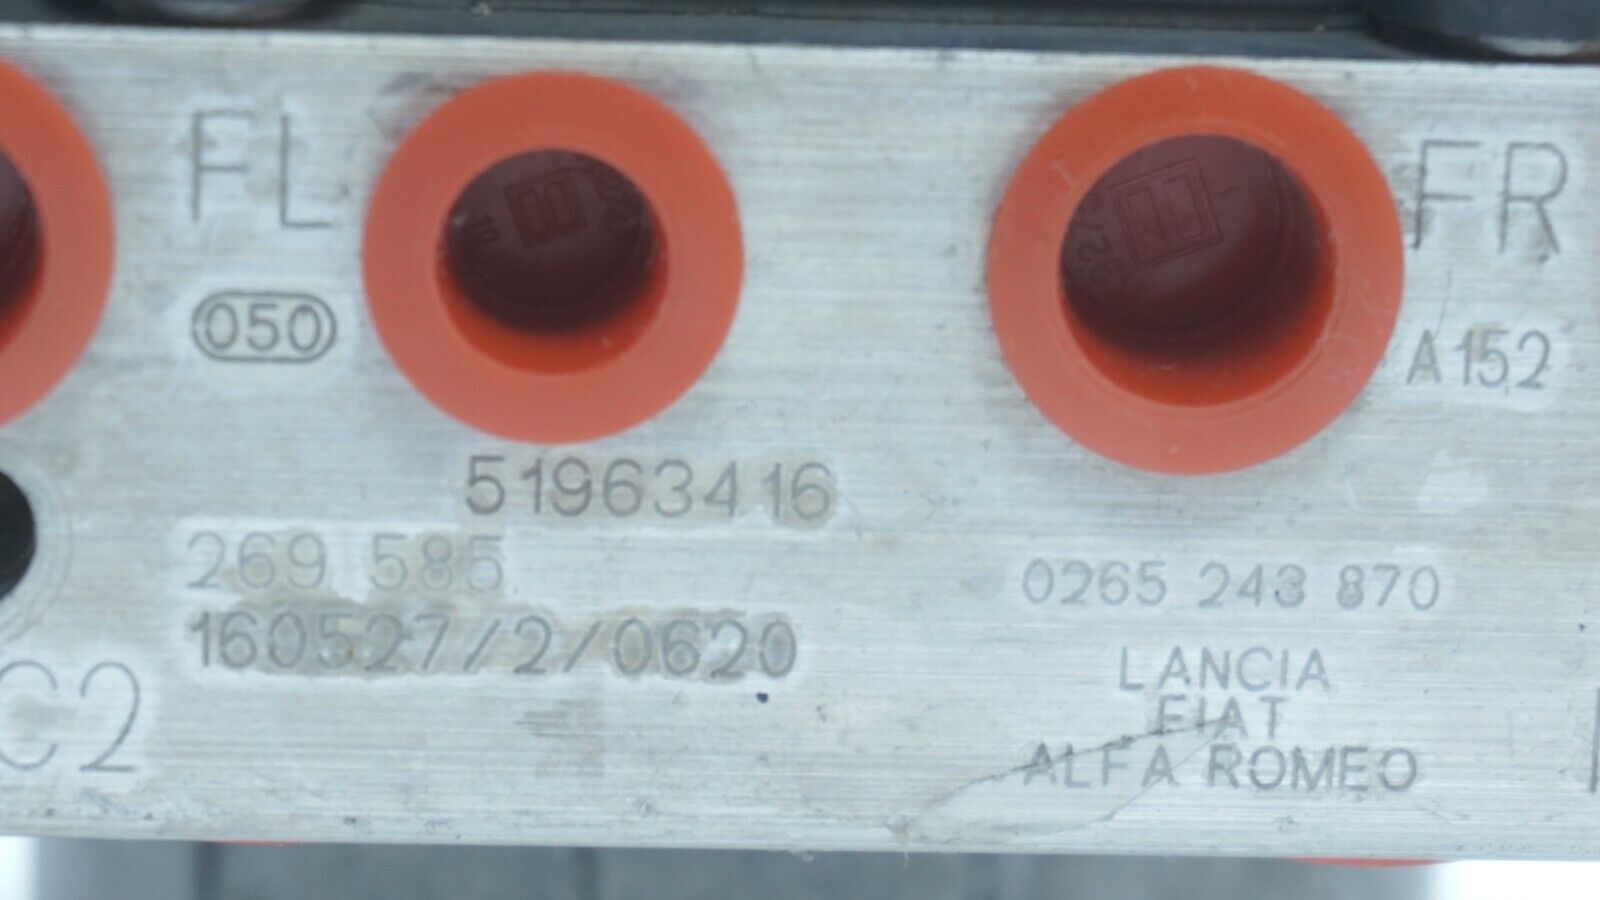 FL
FR
050
A152
51963416
269 585
160527/2/0620
0265 243 870
LANCIA
FIAT
ALFA ROMEO
C2